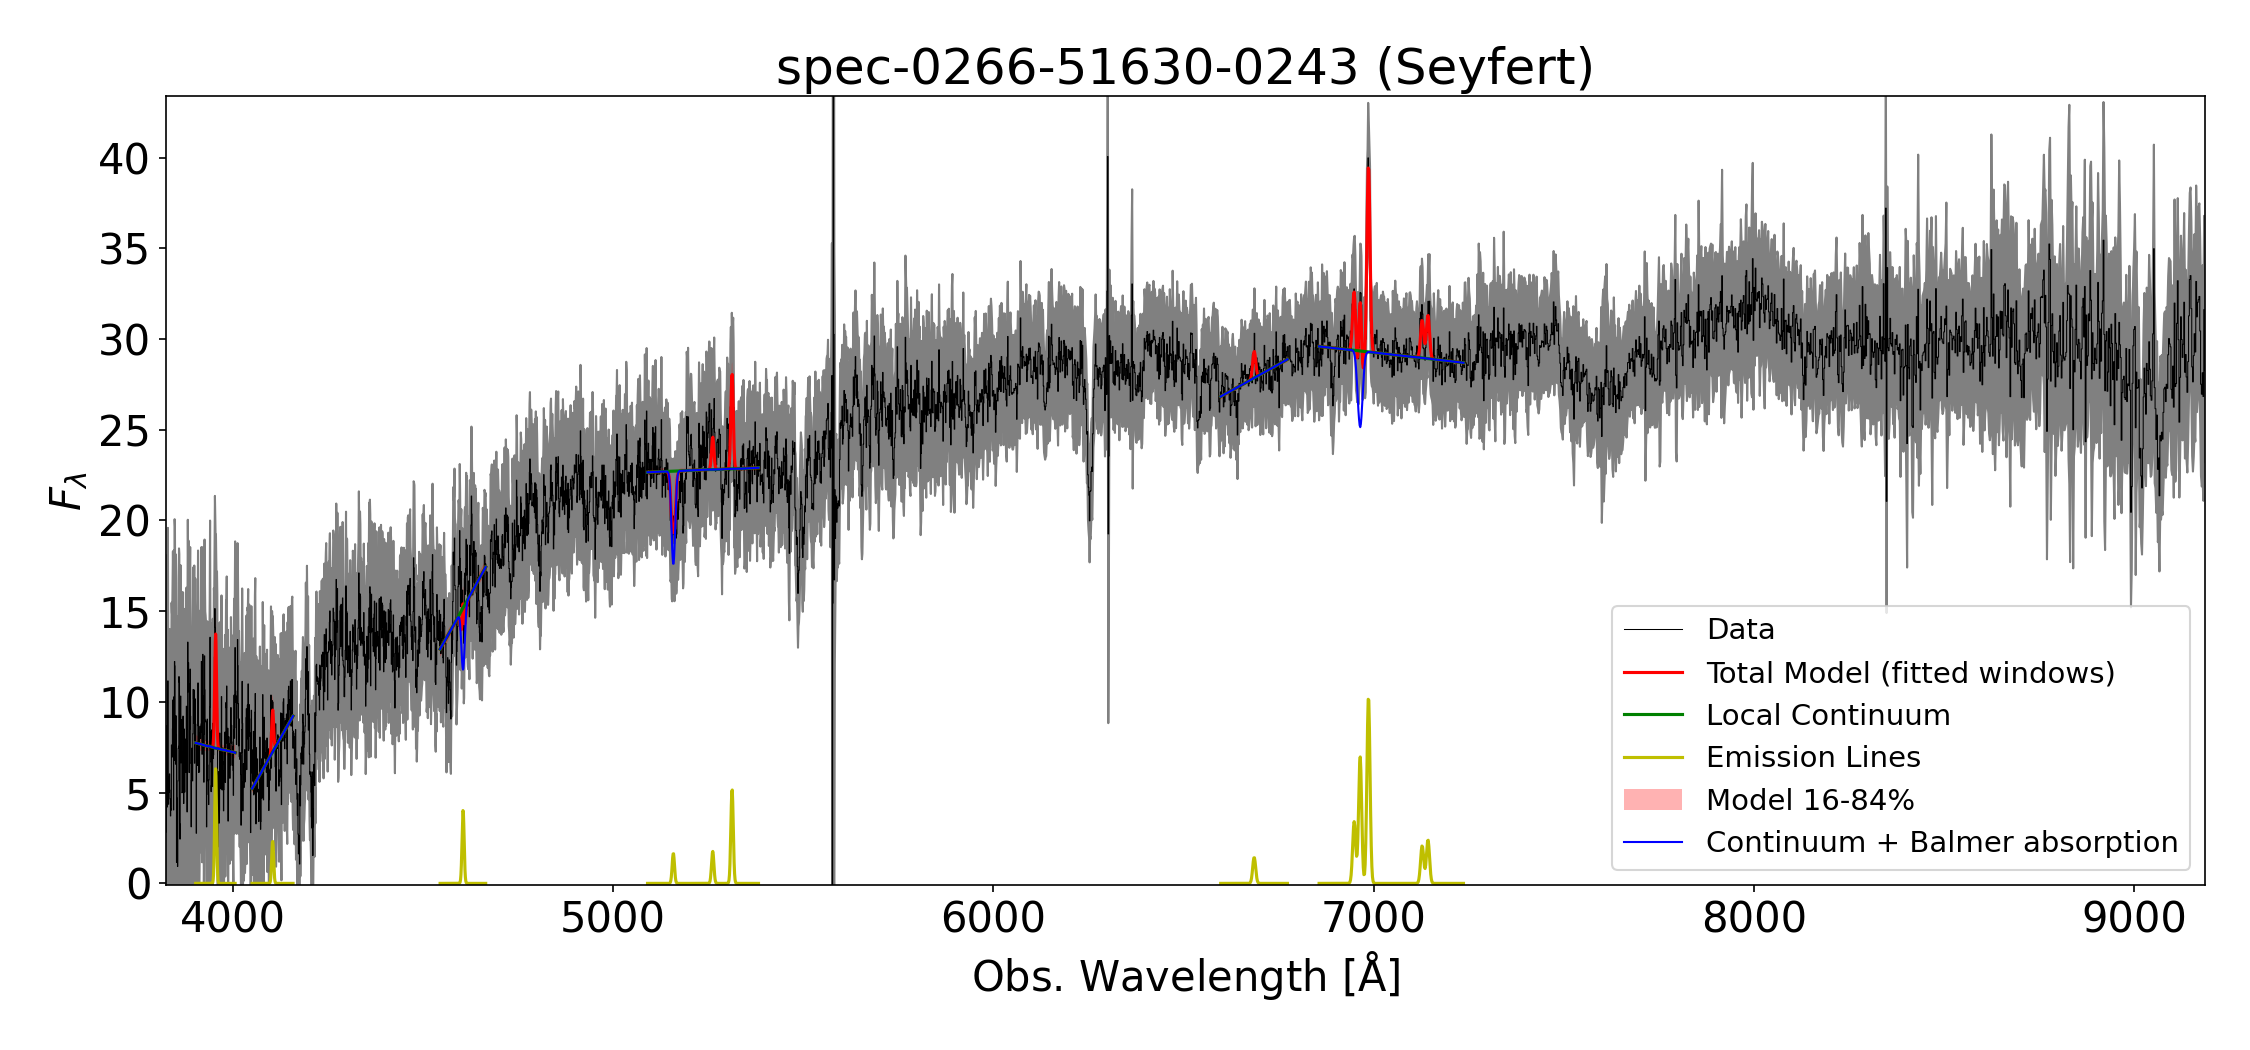 spec-0266-51630-0243 (Seyfert)
F_λ
40
35
30
25
20
15
10
5
0
4000 5000 6000 7000 8000 9000
Obs. Wavelength [Å]
Data
Total Model (fitted windows)
Local Continuum
Emission Lines
Model 16-84%
Continuum + Balmer absorption